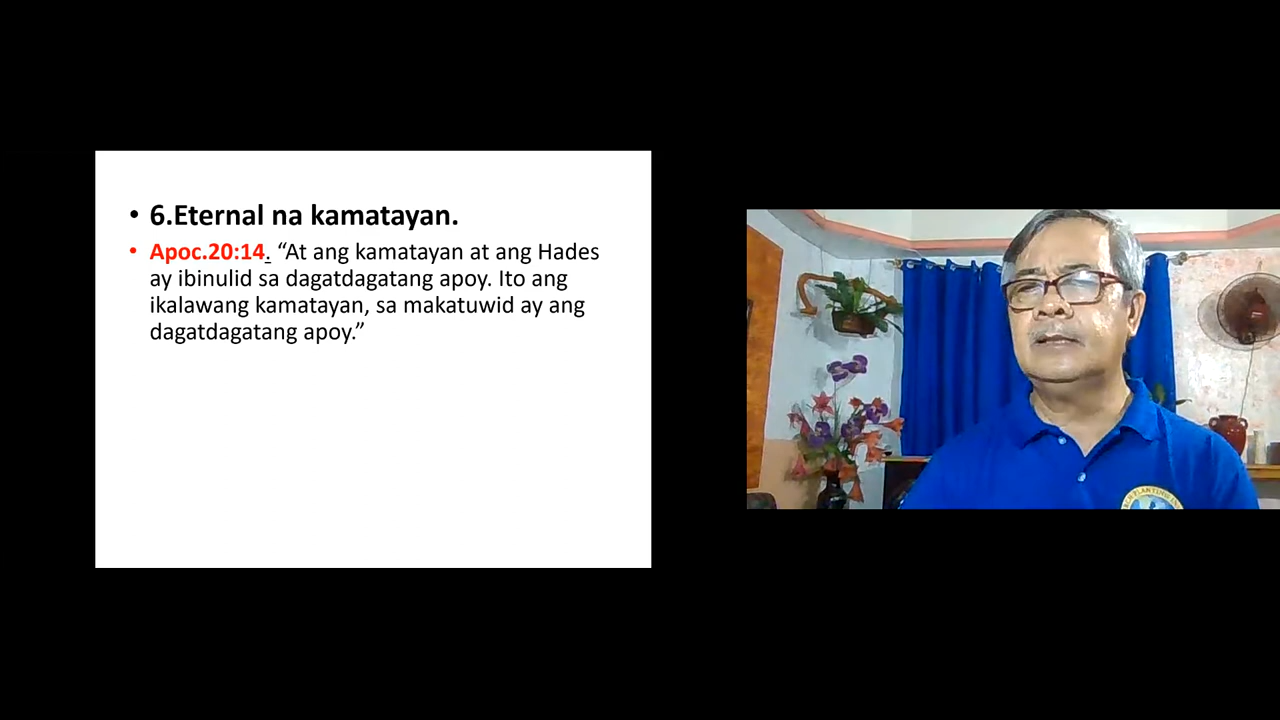 • 6.Eternal na kamatayan.
• Apoc.20:14. “At ang kamatayan at ang Hades
ay ibinulid sa dagatdagatang apoy. Ito ang
ikalawang kamatayan, sa makatuwid ay ang
dagatdagatang apoy.”
PLANTING